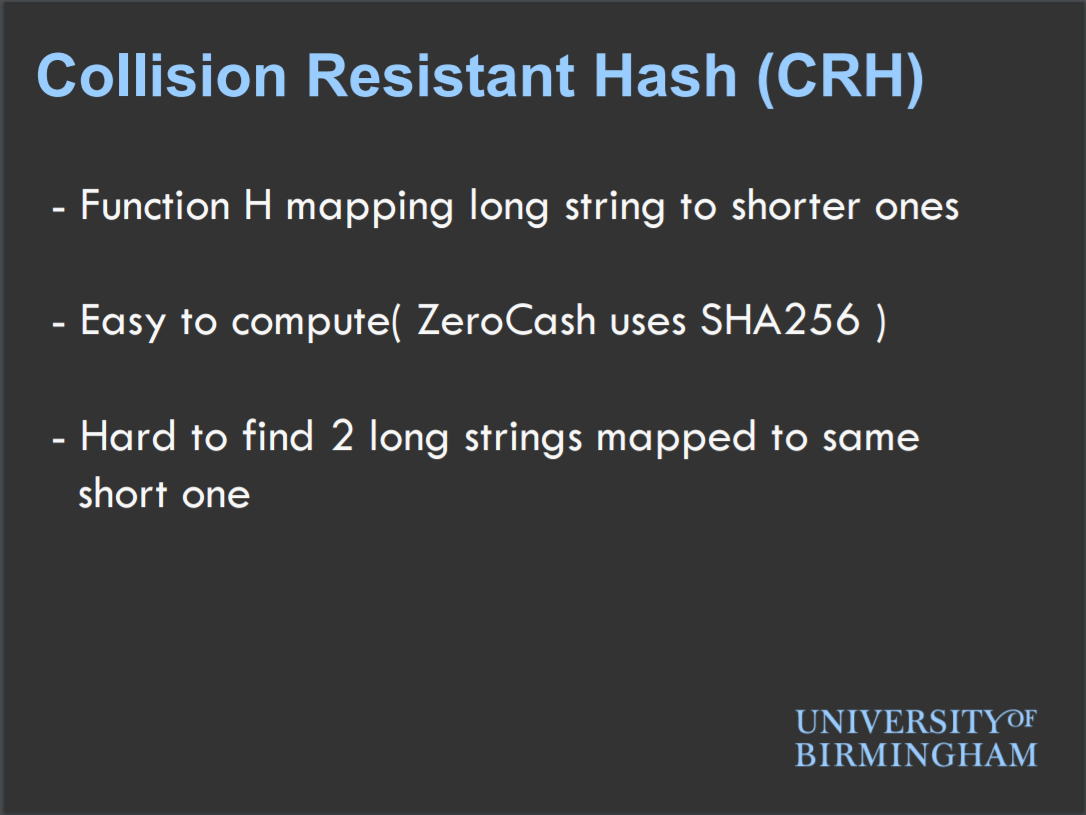 Collision Resistant Hash (CRH)
- Function H mapping long string to shorter ones
- Easy to compute( ZeroCash uses SHA256 )
- Hard to find 2 long strings mapped to same
short one
UNIVERSITY OF
BIRMINGHAM